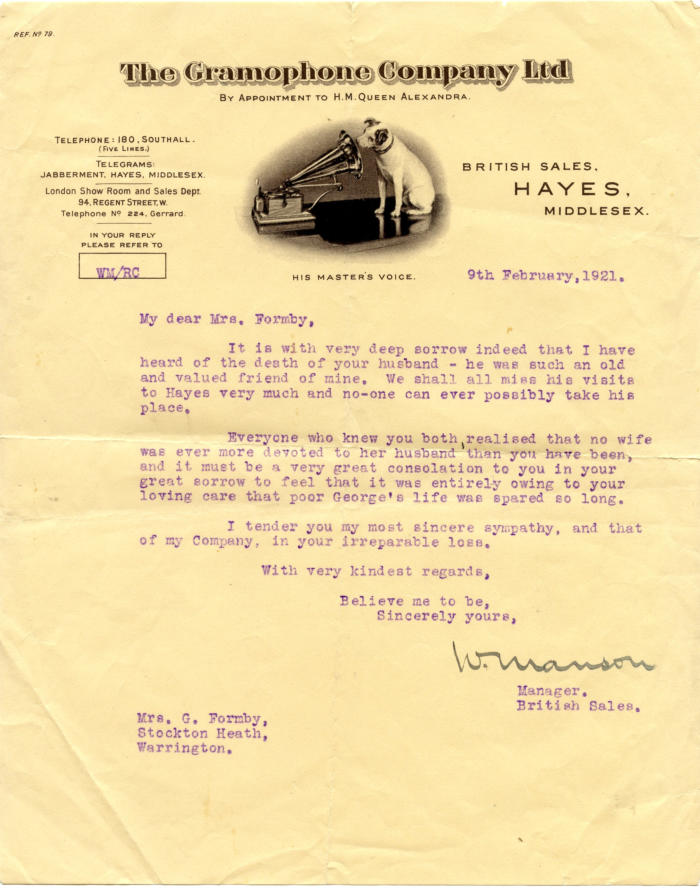 REF. Nº 79.
The Gramophone Company Ltd
BY APPOINTMENT TO H.M. QUEEN ALEXANDRA.
TELEPHONE: 180, SOUTHALL.
(FIVE LINES.)
TELEGRAMS:
JABBERMENT, HAYES, MIDDLESEX.
London Show Room and Sales Dept.
94, REGENT STREET, W.
Telephone Nº 224, Gerrard.
IN YOUR REPLY
PLEASE REFER TO
WM/RC
HIS MASTER'S VOICE.
BRITISH SALES,
HAYES,
MIDDLESEX.
9th February, 1921.
My dear Mrs. Formby,
It is with very deep sorrow indeed that I have
heard of the death of your husband - he was such an old
and valued friend of mine. We shall all miss his visits
to Hayes very much and no-one can ever possibly take his
place.
Everyone who knew you both, realised that no wife
was ever more devoted to her husband than you have been,
and it must be a very great consolation to you in your
great sorrow to feel that it was entirely owing to your
loving care that poor George's life was spared so long.
I tender you my most sincere sympathy, and that
of my Company, in your irreparable loss.
With very kindest regards,
Believe me to be,
Sincerely yours,
W. Manson
Manager.
British Sales.
Mrs. G. Formby,
Stockton Heath,
Warrington.